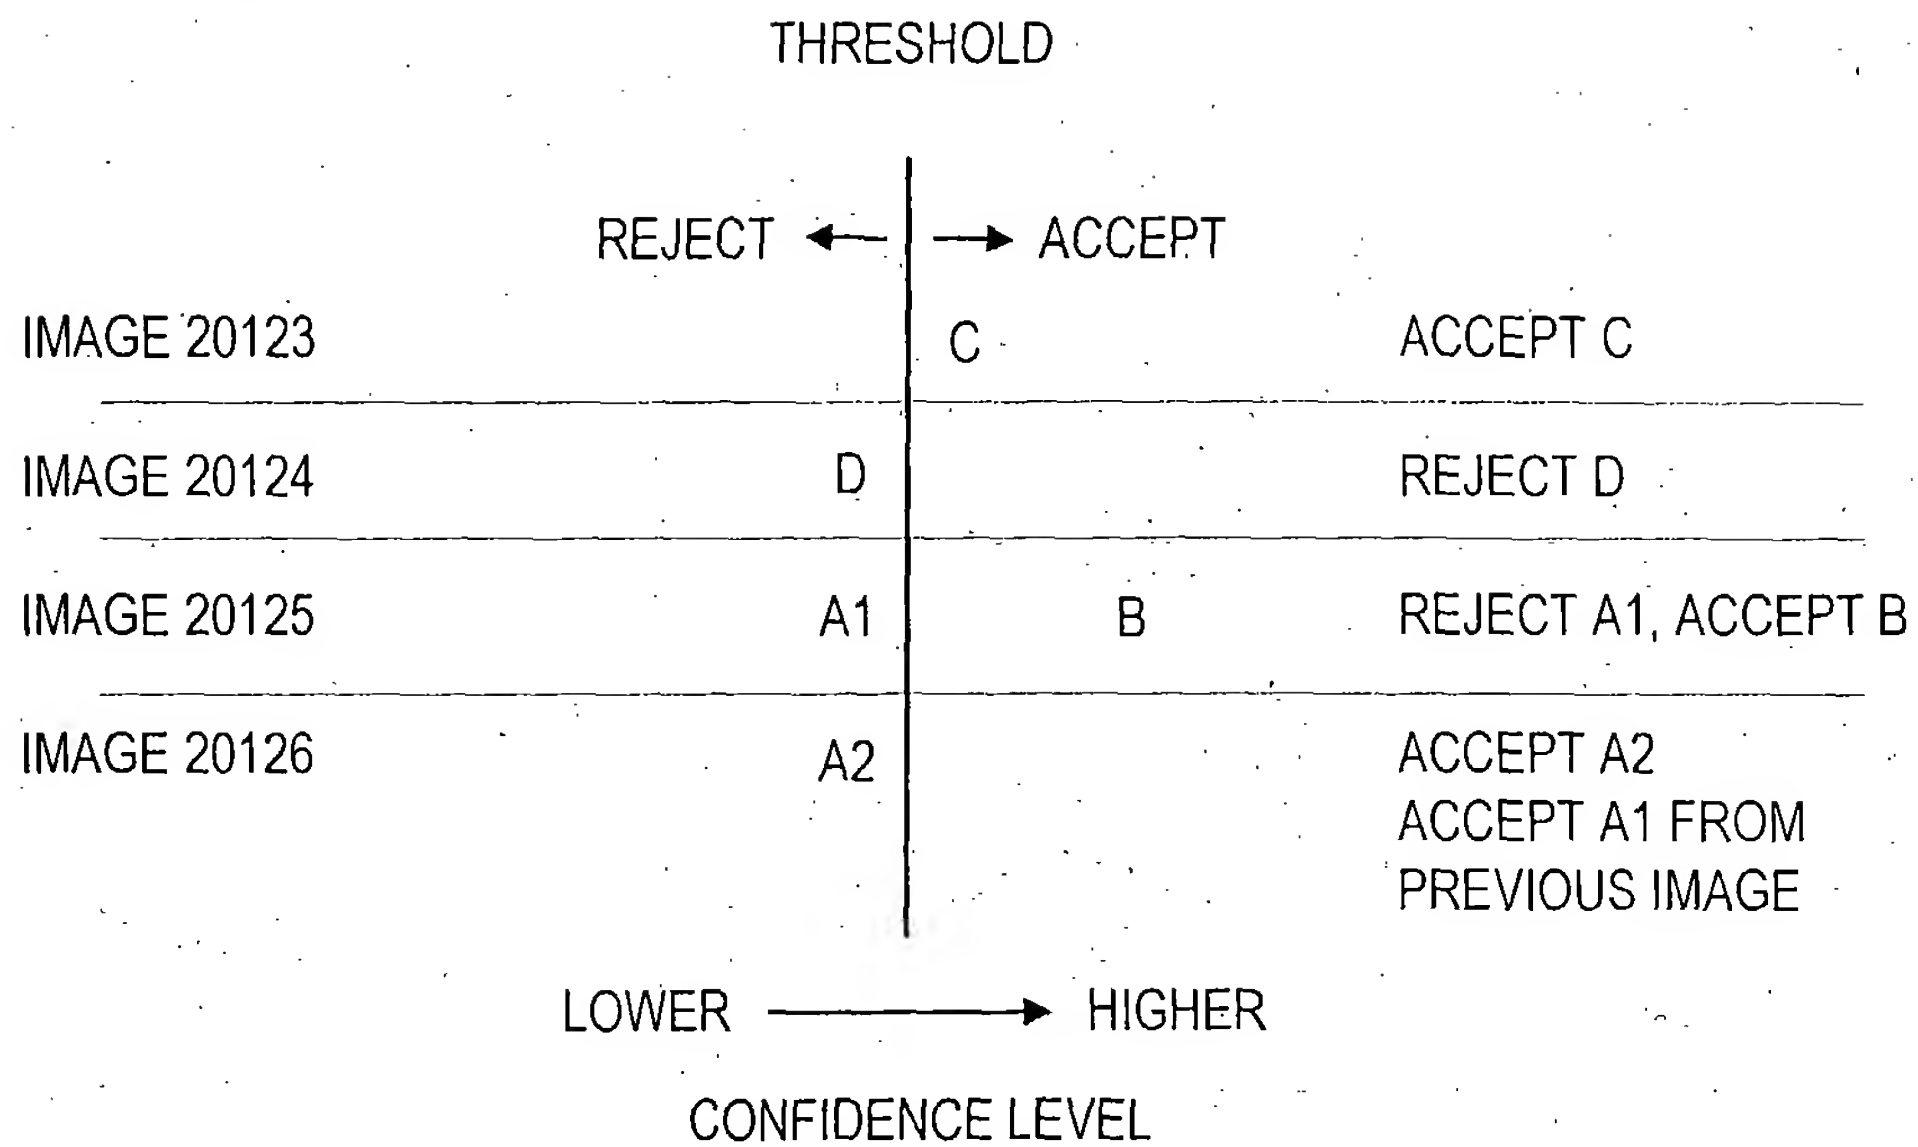 THRESHOLD
REJECT ACCEPT
IMAGE 20123 C ACCEPT C
IMAGE 20124 D REJECT D
IMAGE 20125 A1 B REJECT A1, ACCEPT B
IMAGE 20126 A2 ACCEPT A2
ACCEPT A1 FROM
PREVIOUS IMAGE
LOWER HIGHER
CONFIDENCE LEVEL